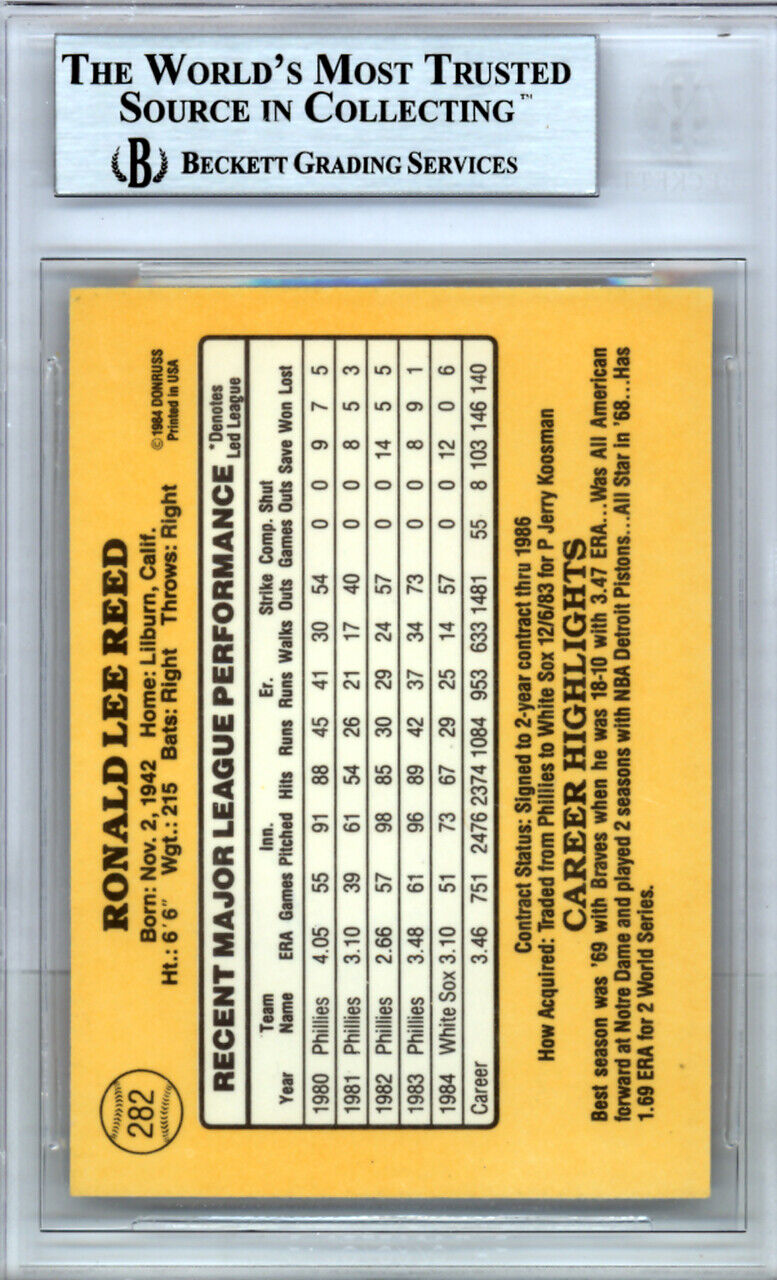 THE WORLD'S MOST TRUSTED
SOURCE IN COLLECTING™
B BECKETT GRADING SERVICES
282
RONALD LEE REED
©1984 DONRUSS
Printed in USA
Born: Nov. 2, 1942 Home: Lilburn, Calif.
Ht.: 6'6" Wgt.: 215 Bats: Right Throws: Right
RECENT MAJOR LEAGUE PERFORMANCE *Denotes Led League
Year Team Name ERA Games Inn. Pitched Hits Runs Er. Runs Walks Strike Outs Comp. Games Shut Outs Save Won Lost
1980 Phillies 4.05 55 91 88 45 41 30 54 0 0 9 7 5
1981 Phillies 3.10 39 61 54 26 21 17 40 0 0 8 5 3
1982 Phillies 2.66 57 98 85 30 29 24 57 0 0 14 5 5
1983 Phillies 3.48 61 96 89 42 37 34 73 0 0 8 9 1
1984 White Sox 3.10 51 73 67 29 25 14 57 0 0 12 0 6
Career 3.46 751 2476 2374 1084 953 633 1481 55 8 103 146 140
Contract Status: Signed to 2-year contract thru 1986
How Acquired: Traded from Phillies to White Sox 12/6/83 for P Jerry Koosman
CAREER HIGHLIGHTS
Best season was '69 with Braves when he was 18-10 with 3.47 ERA...Was All American
forward at Notre Dame and played 2 seasons with NBA Detroit Pistons...All Star in '68...Has
1.69 ERA for 2 World Series.